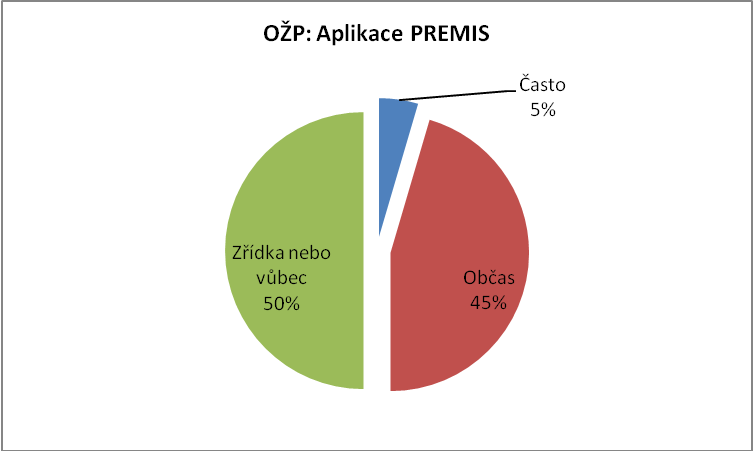 OŽP: Aplikace PREMIS
Často
5%
Občas
45%
Zřídka nebo
vůbec
50%